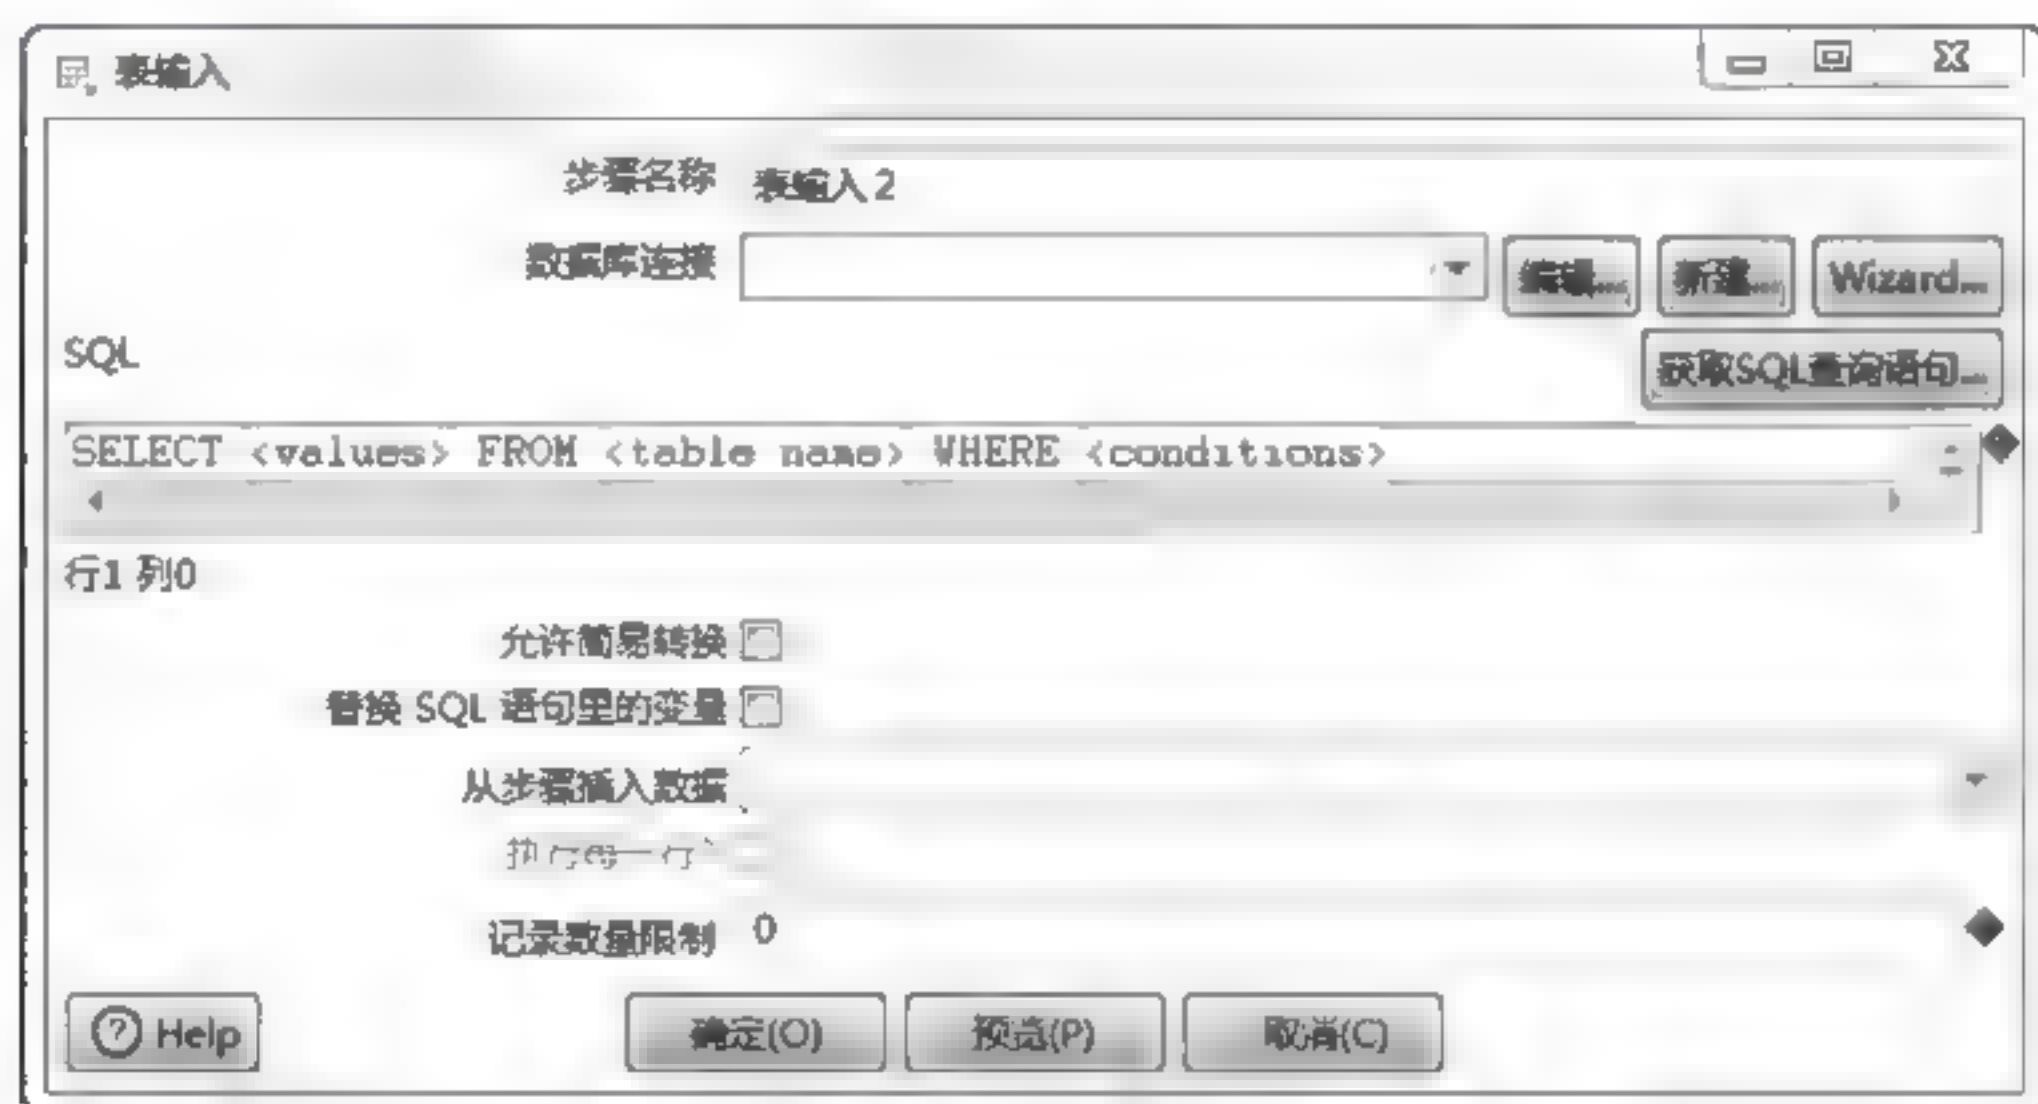 表输入
步骤名称 表输入 2
数据库连接 编辑... 新建... Wizard...
SQL 获取SQL查询语句...
SELECT <values> FROM <table name> WHERE <conditions>
行1 列0
允许简易转换
替换 SQL 语句里的变量
从步骤插入数据
执行每一行?
记录数量限制 0
Help 确定(O) 预览(P) 取消(C)